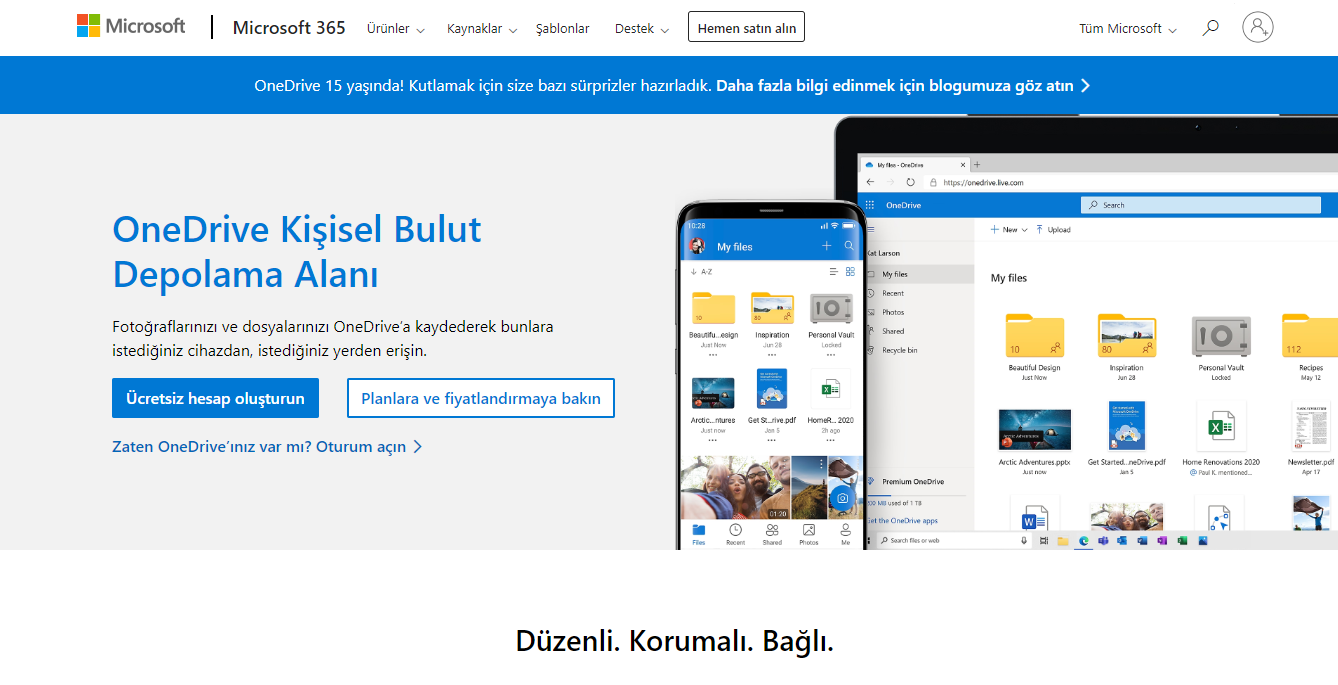 Microsoft
Microsoft 365
Ürünler
Kaynaklar
Şablonlar
Destek
Hemen satın alın
Tüm Microsoft
OneDrive 15 yaşında! Kutlamak için size bazı sürprizler hazırladık. Daha fazla bilgi edinmek için blogumuza göz atın
OneDrive Kişisel Bulut
Depolama Alanı
Fotoğraflarınızı ve dosyalarınızı OneDrive'a kaydederek bunlara
istediğiniz cihazdan, istediğiniz yerden erişin.
Ücretsiz hesap oluşturun
Planlara ve fiyatlandırmaya bakın
Zaten OneDrive'ınız var mı? Oturum açın
10:28
My files
A-Z
10
80
Beautifu...esign
Inspiration
Personal Vault
Just Now
Jun 28
Locked
Arctic...ntures
Get St...rive.pdf
HomeR... 2020
Just now
Jan 5
2h ago
01:20
Files
Recent
Shared
Photos
Me
My files - OneDrive
https://onedrive.live.com
OneDrive
Search
New
Upload
Kat Larson
My files
Recent
Photos
Shared
Recycle bin
Premium OneDrive
200 MB used of 1 TB
Get the OneDrive apps
My files
10
80
112
Beautiful Design
Inspiration
Personal Vault
Recipes
Just Now
Jun 28
Locked
May 12
Arctic Adventures
Arctic Adventures.pptx
Get Started...neDrive.pdf
Home Renovations 2020
Newsletter.pdf
Just now
Jan 5
@ Paul K. mentioned...
Apr 17
Search files or web
Düzenli. Korumalı. Bağlı.